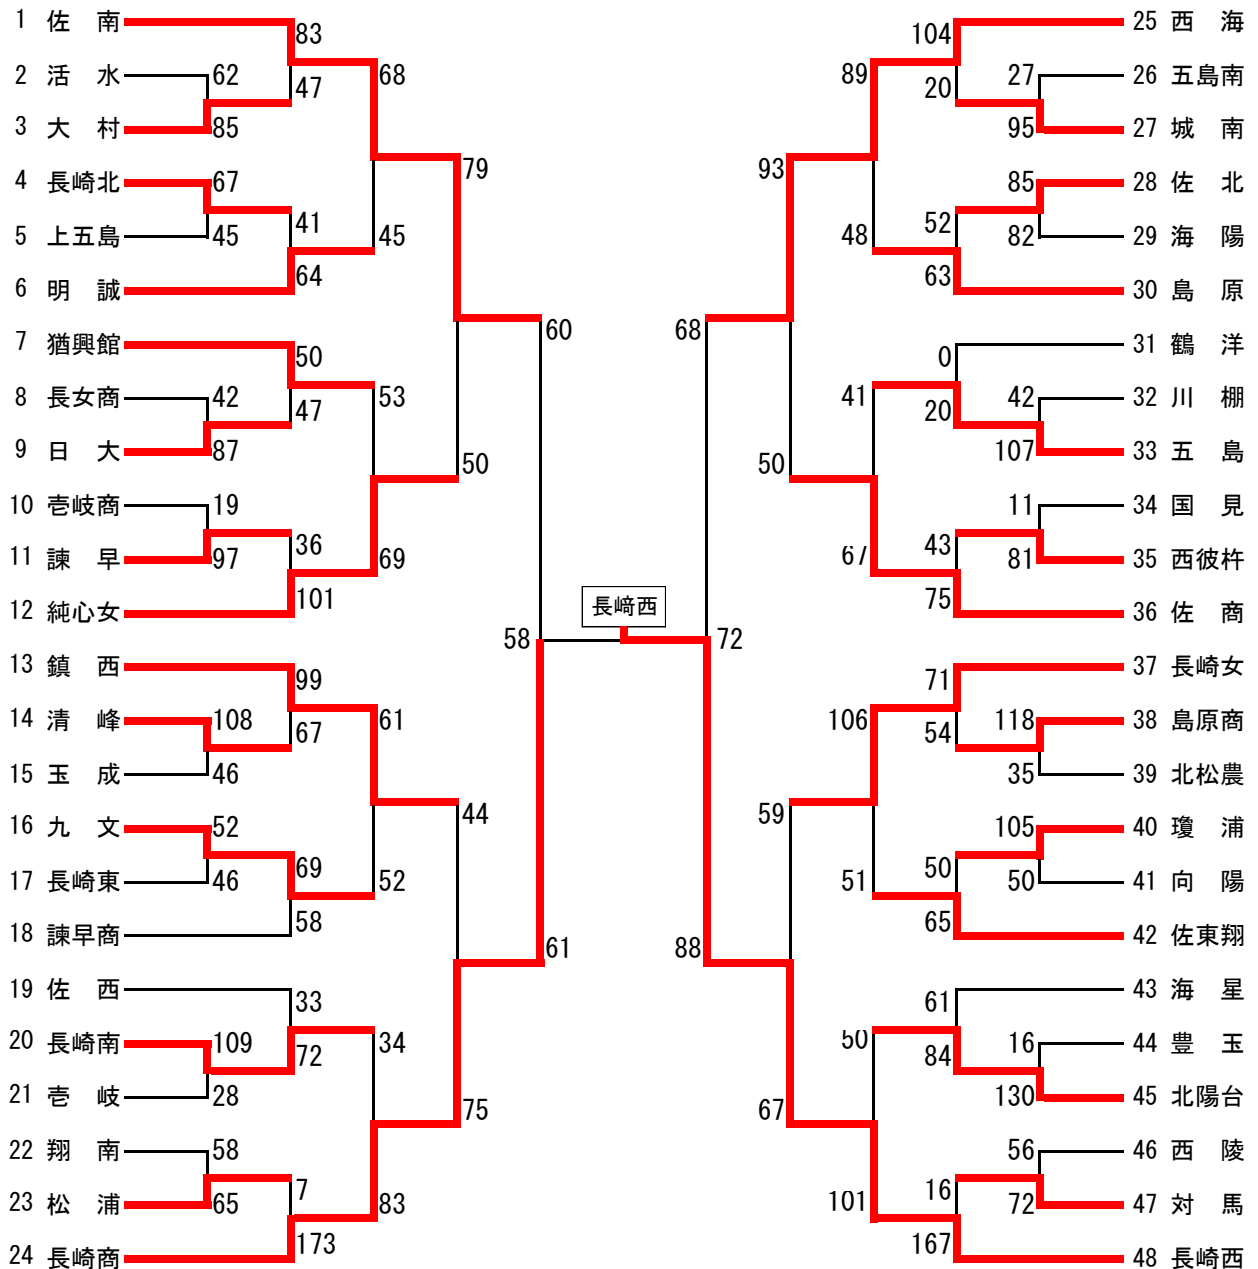 1 佐 南
83
2 活 水
62
47
3 大 村
85
68
4 長崎北
67
41
5 上五島
45
45
6 明 誠
64
79
7 猶興館
50
8 長女商
42
47
9 日 大
87
53
10 壱岐商
19
36
11 諫 早
97
69
12 純心女
101
50
60
13 鎮 西
99
14 清 峰
108
67
15 玉 成
46
61
16 九 文
52
69
17 長崎東
46
52
18 諫早商
58
44
19 佐 西
33
20 長崎南
109
72
21 壱 岐
28
34
22 翔 南
58
7
23 松 浦
65
83
24 長崎商
173
75
61
58
長崎西
72
104
25 西 海
27
26 五島南
20
95
27 城 南
89
85
28 佐 北
52
82
29 海 陽
48
63
30 島 原
93
0
31 鶴 洋
42
32 川 棚
20
107
33 五 島
41
11
34 国 見
43
81
35 西彼杵
67
75
36 佐 商
50
68
71
37 長崎女
118
38 島原商
54
35
39 北松農
106
105
40 瓊 浦
50
50
41 向 陽
51
65
42 佐東翔
59
61
43 海 星
16
44 豊 玉
84
130
45 北陽台
50
56
46 西 陵
16
72
47 対 馬
101
167
48 長崎西
67
88